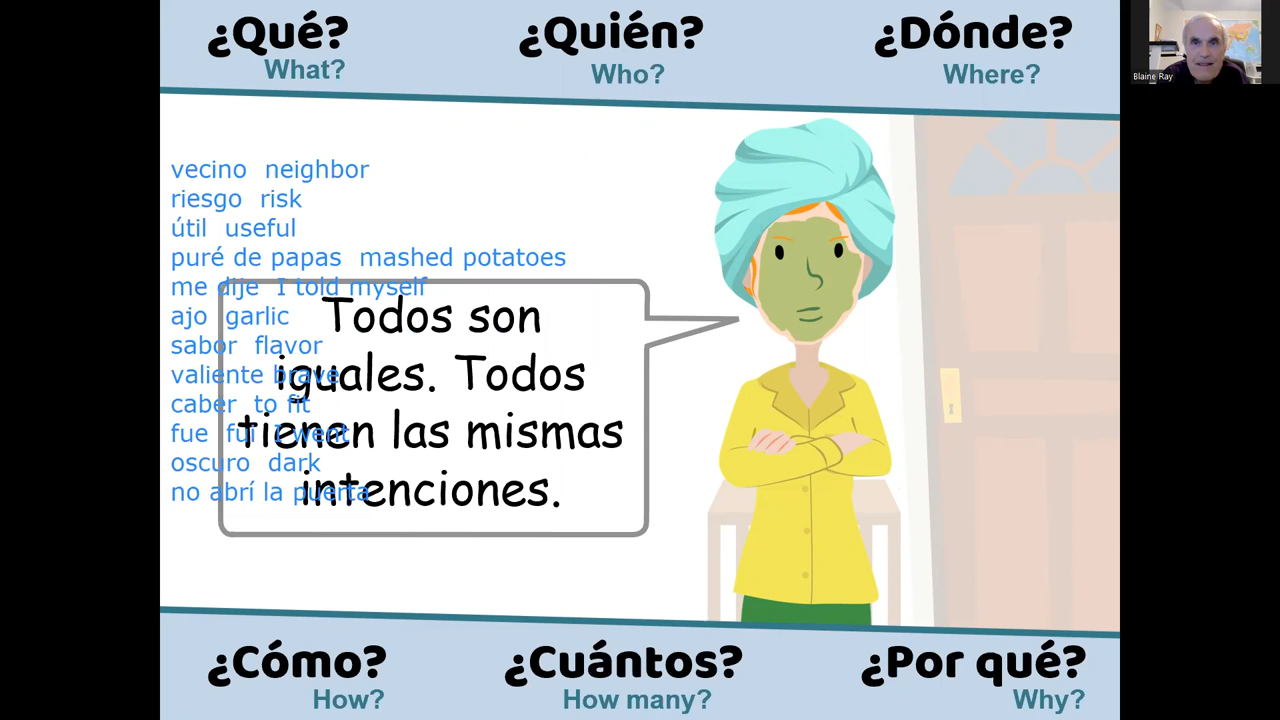 ¿Qué? ¿Quién? ¿Dónde?
What? Who? Where?
Blaine Ray
vecino neighbor
riesgo risk
útil useful
puré de papas mashed potatoes
me dije I told myself
ajo garlic
sabor flavor
valiente brave
caber to fit
fue fui I went
oscuro dark
no abrí la puerta
Todos son
iguales. Todos
tienen las mismas
intenciones.
¿Cómo? ¿Cuántos? ¿Por qué?
How? How many? Why?